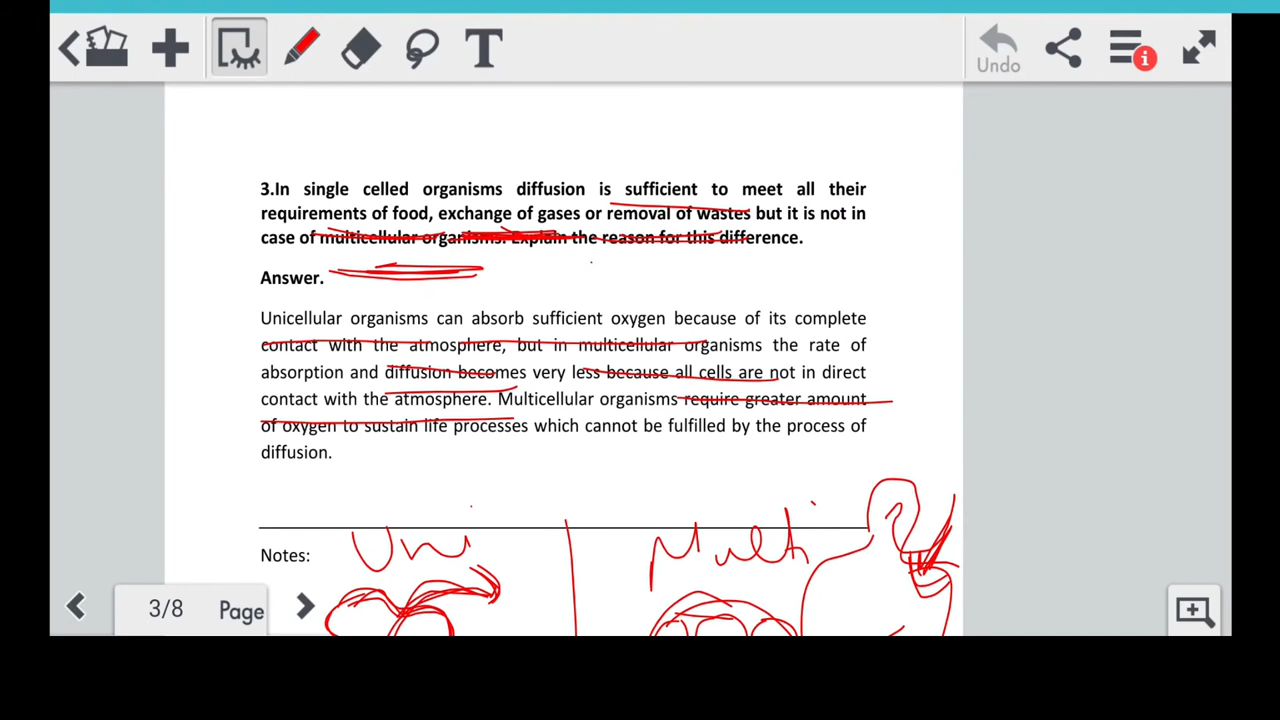 Undo
3.In single celled organisms diffusion is sufficient to meet all their
requirements of food, exchange of gases or removal of wastes but it is not in
case of multicellular organisms. Explain the reason for this difference.
Answer.
Unicellular organisms can absorb sufficient oxygen because of its complete
contact with the atmosphere, but in multicellular organisms the rate of
absorption and diffusion becomes very less because all cells are not in direct
contact with the atmosphere. Multicellular organisms require greater amount
of oxygen to sustain life processes which cannot be fulfilled by the process of
diffusion.
Uni Multi
Notes:
3/8 Page